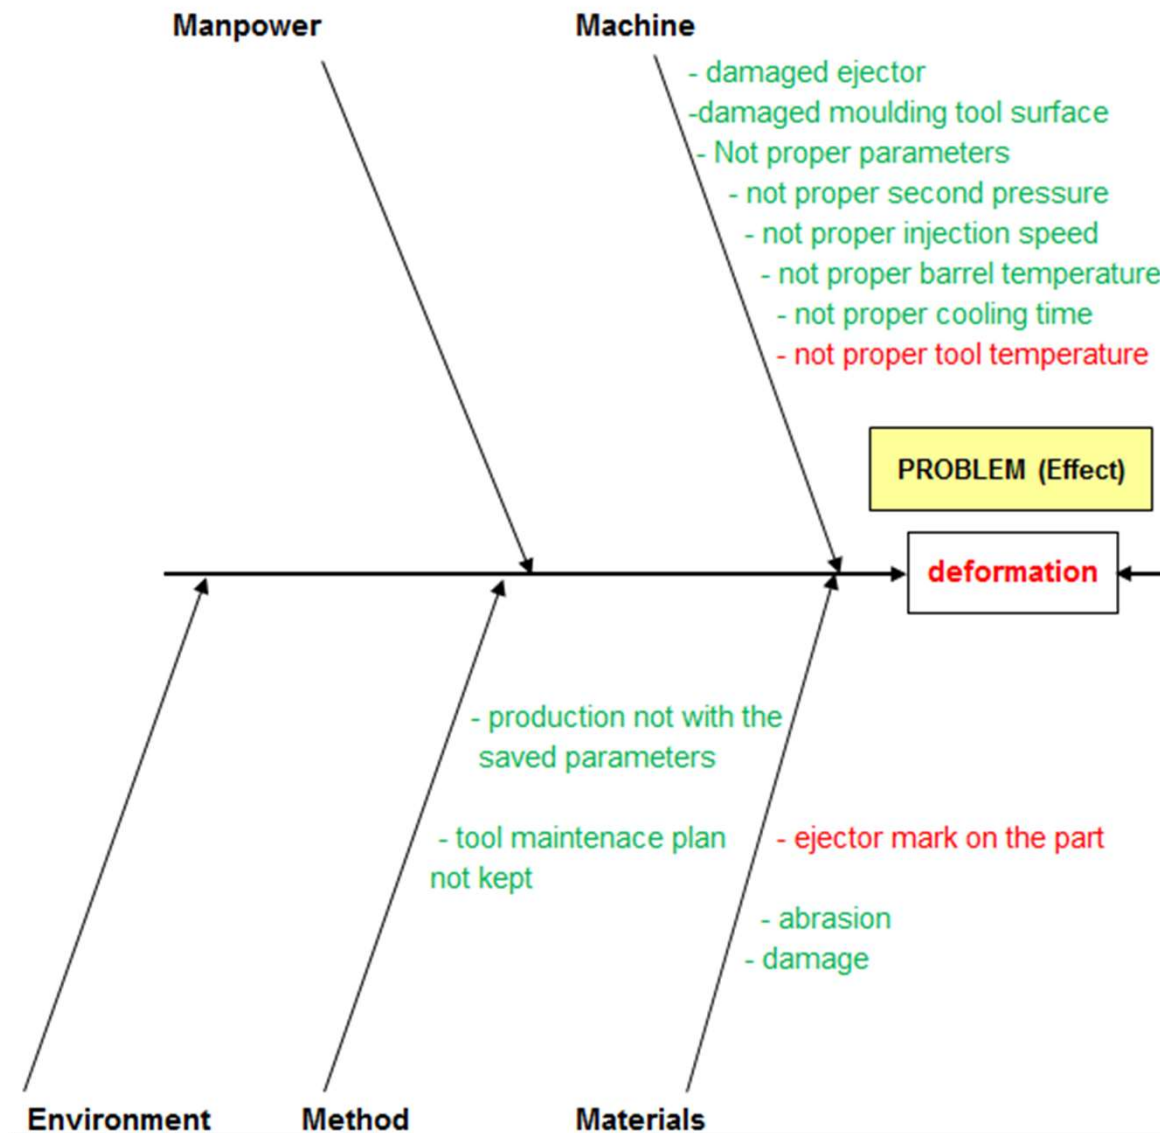 Manpower
Machine
- damaged ejector
-damaged moulding tool surface
- Not proper parameters
- not proper second pressure
- not proper injection speed
- not proper barrel temperature
- not proper cooling time
- not proper tool temperature
PROBLEM (Effect)
deformation
- production not with the
saved parameters
- tool maintenace plan
not kept
- ejector mark on the part
- abrasion
- damage
Environment
Method
Materials